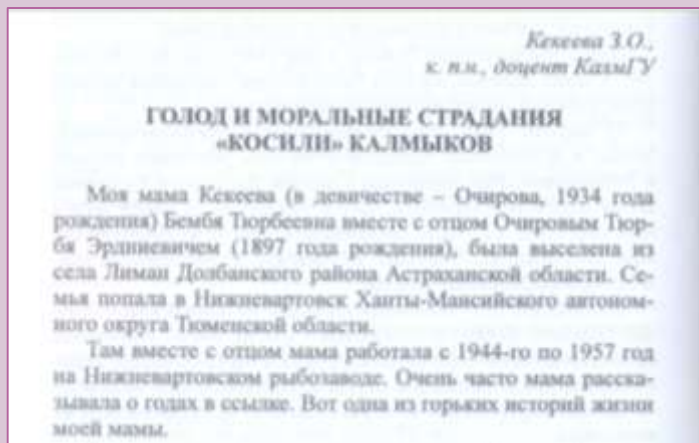 Кекеева З.О.,
к. п.н., доцент КалмГУ
ГОЛОД И МОРАЛЬНЫЕ СТРАДАНИЯ
«КОСИЛИ» КАЛМЫКОВ
Моя мама Кекеева (в девичестве – Очирова, 1934 года
рождения) Бембя Тюрбеевна вместе с отцом Очировым Тюр-
бя Эрдниевичем (1897 года рождения), была выселена из
села Лиман Долбанского района Астраханской области. Се-
мья попала в Нижневартовск Ханты-Мансийского автоном-
ного округа Тюменской области.
Там вместе с отцом мама работала с 1944-го по 1957 год
на Нижневартовском рыбозаводе. Очень часто мама расска-
зывала о годах в ссылке. Вот одна из горьких историй жизни
моей мамы.